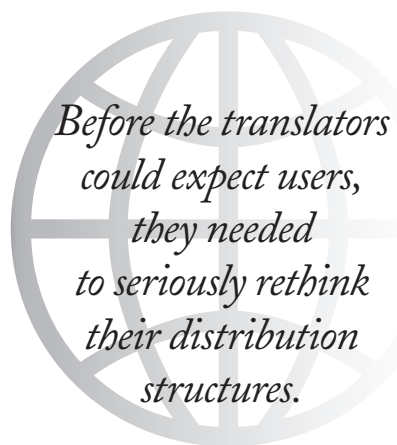 Before the translators
could expect users,
they needed
to seriously rethink
their distribution
structures.